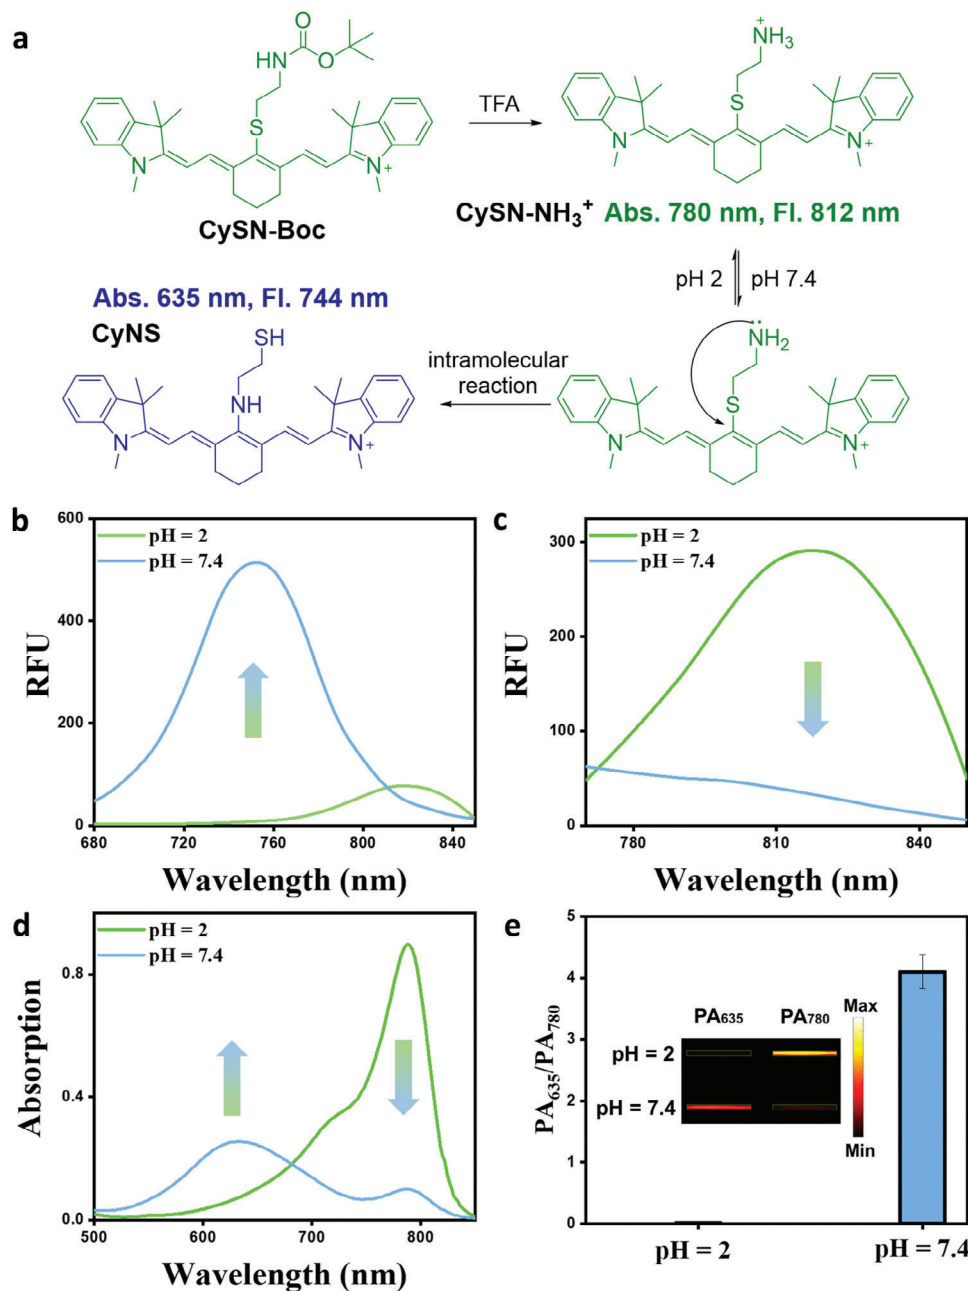 a
O
HN
O
S
N
N
+
CySN-Boc
TFA
+
NH3
S
N
N
+
CySN-NH3+ Abs. 780 nm, Fl. 812 nm
pH 2
pH 7.4
Abs. 635 nm, Fl. 744 nm
CyNS
SH
NH
N
N
+
intramolecular
reaction
NH2
S
N
N
+
b
600
400
200
0
pH = 2
pH = 7.4
RFU
680
720
760
800
840
Wavelength (nm)
c
300
200
100
0
pH = 2
pH = 7.4
RFU
780
810
840
Wavelength (nm)
d
0.8
0.4
0.0
pH = 2
pH = 7.4
Absorption
500
600
700
800
Wavelength (nm)
e
5
4
3
2
1
0
PA635/PA780
PA635
PA780
pH = 2
pH = 7.4
Max
Min
pH = 2
pH = 7.4